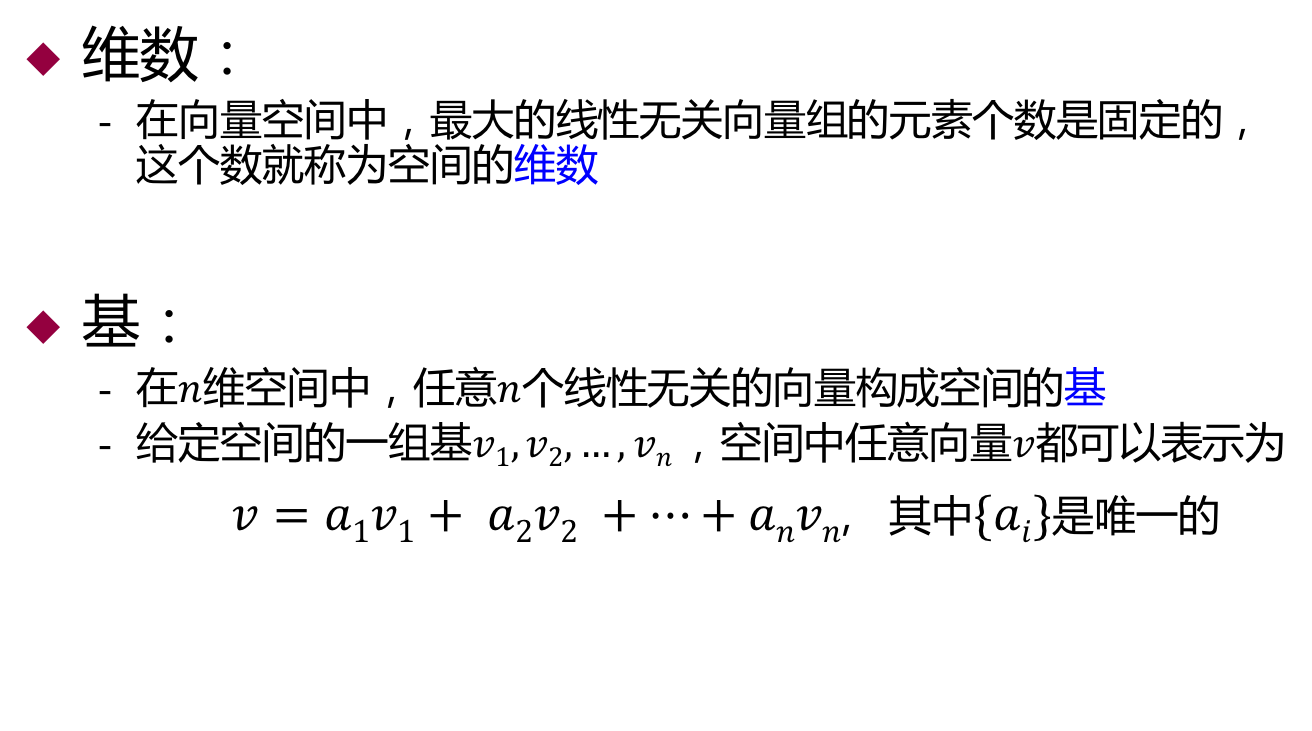 ◆ 维数：
- 在向量空间中，最大的线性无关向量组的元素个数是固定的，
这个数就称为空间的维数
◆ 基：
- 在𝑛维空间中，任意𝑛个线性无关的向量构成空间的基
- 给定空间的一组基𝑣₁, 𝑣₂, … , 𝑣ₙ，空间中任意向量𝑣都可以表示为
𝑣 = 𝑎₁𝑣₁ + 𝑎₂𝑣₂ + ⋯ + 𝑎ₙ𝑣ₙ, 其中{𝑎ᵢ}是唯一的